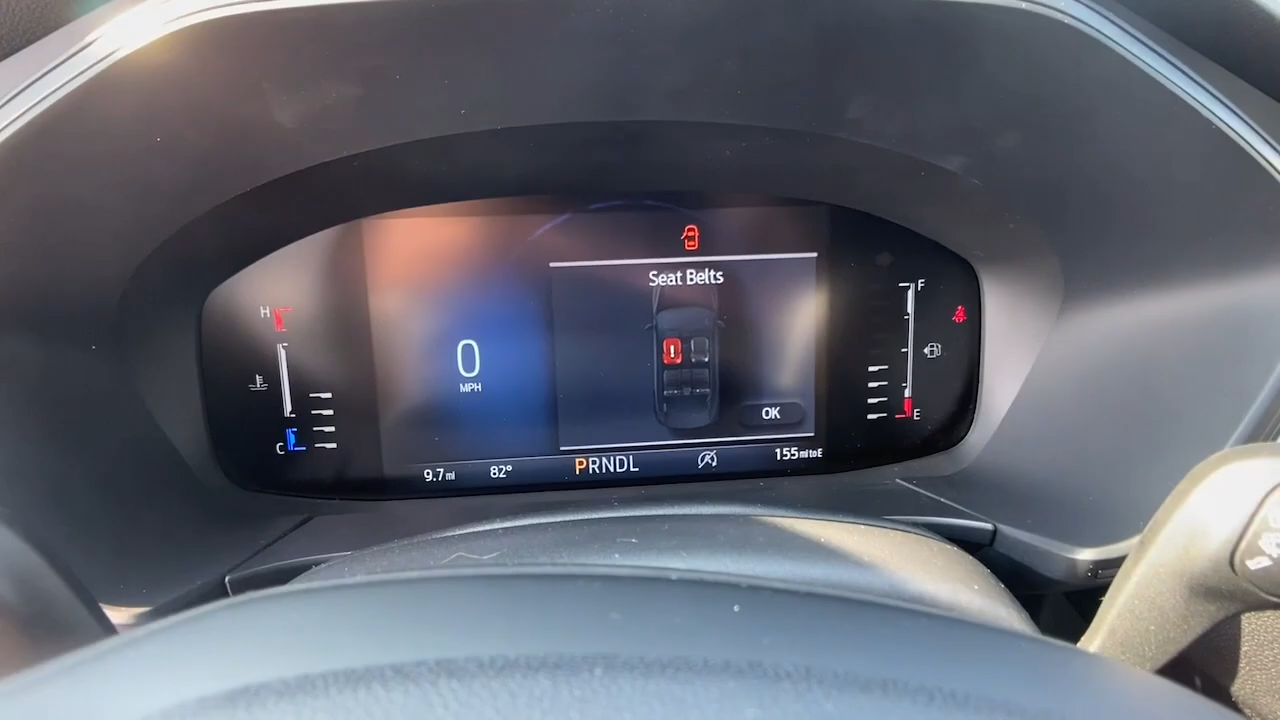 Seat Belts
H
F
0
MPH
OK
C
E
9.7 mi
82°
PRNDL
155 mi to E